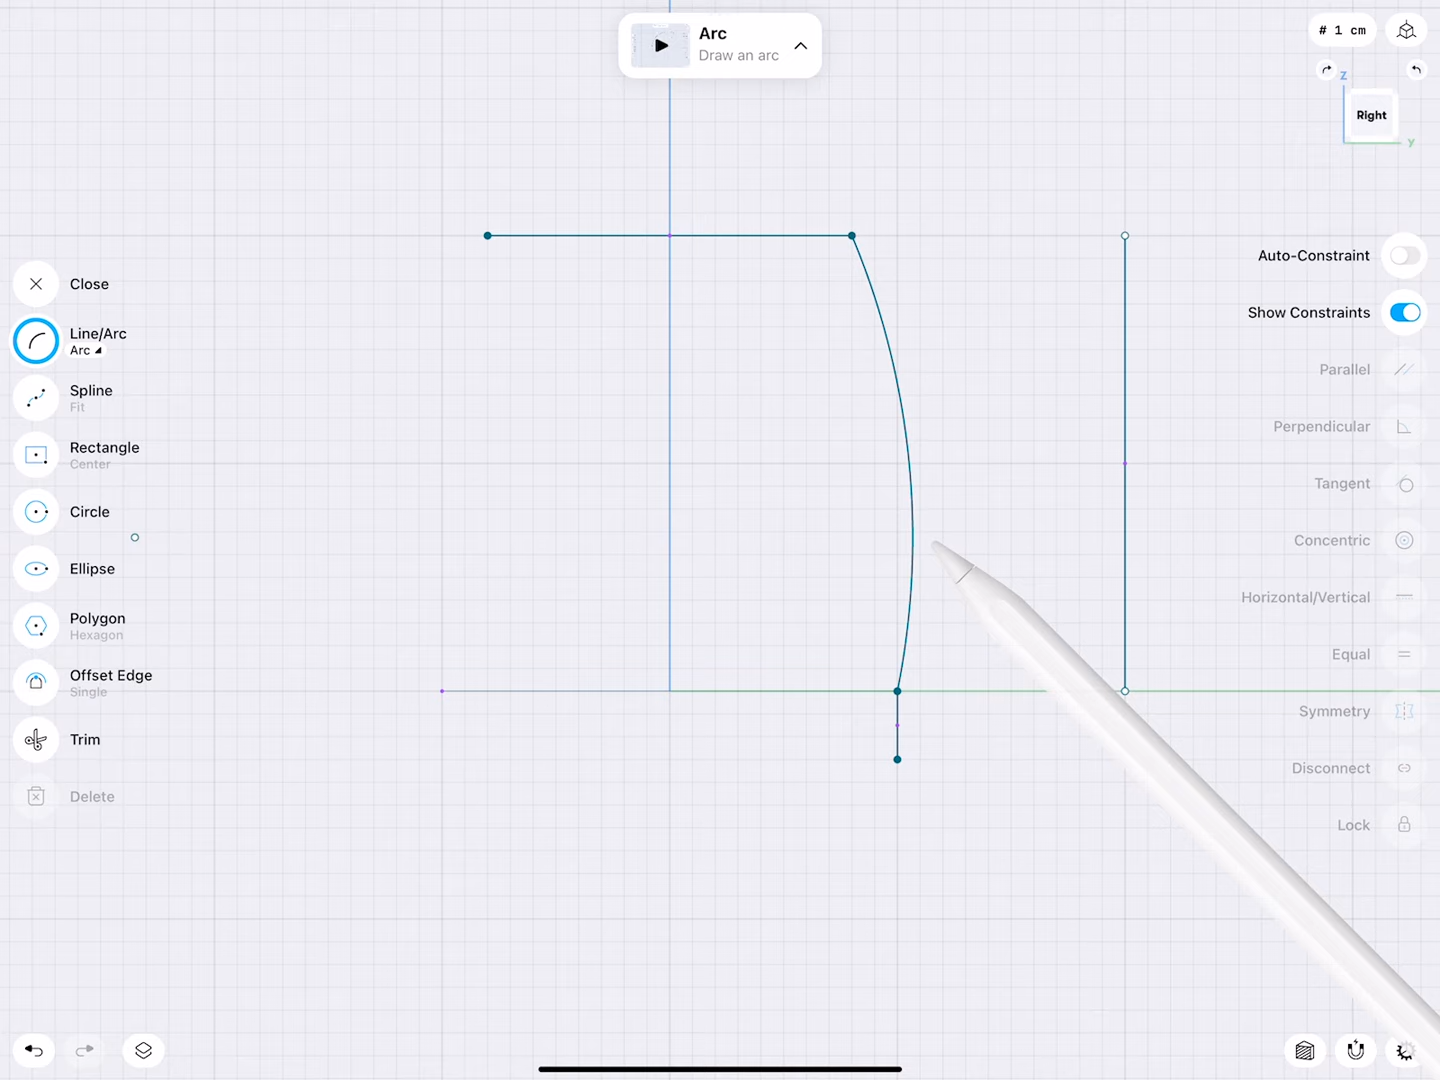 Arc
Draw an arc
# 1 cm
Z
Right
Y
Close
Line/Arc
Arc
Spline
Fit
Rectangle
Center
Circle
Ellipse
Polygon
Hexagon
Offset Edge
Single
Trim
Delete
Auto-Constraint
Show Constraints
Parallel
Perpendicular
Tangent
Concentric
Horizontal/Vertical
Equal
Symmetry
Disconnect
Lock